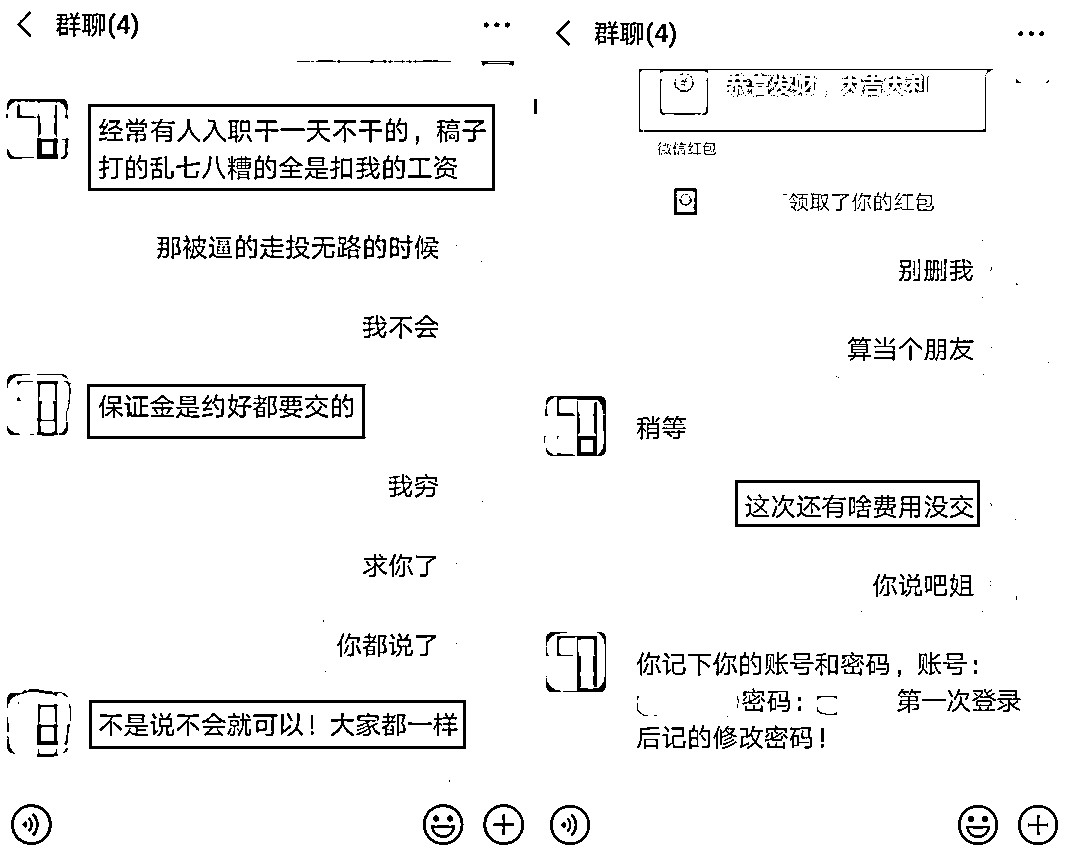 群聊(4)
经常有人入职干一天不干的，稿子
打的乱七八糟的全是扣我的工资
那被逼的走投无路的时候
我不会
保证金是约好都要交的
我穷
求你了
你都说了
不是说不会就可以！大家都一样
群聊(4)
恭喜发财，大吉大利
微信红包
领取了你的红包
别删我
算当个朋友
稍等
这次还有啥费用没交
你说吧姐
你记下你的账号和密码，账号：
密码： 第一次登录
后记的修改密码！